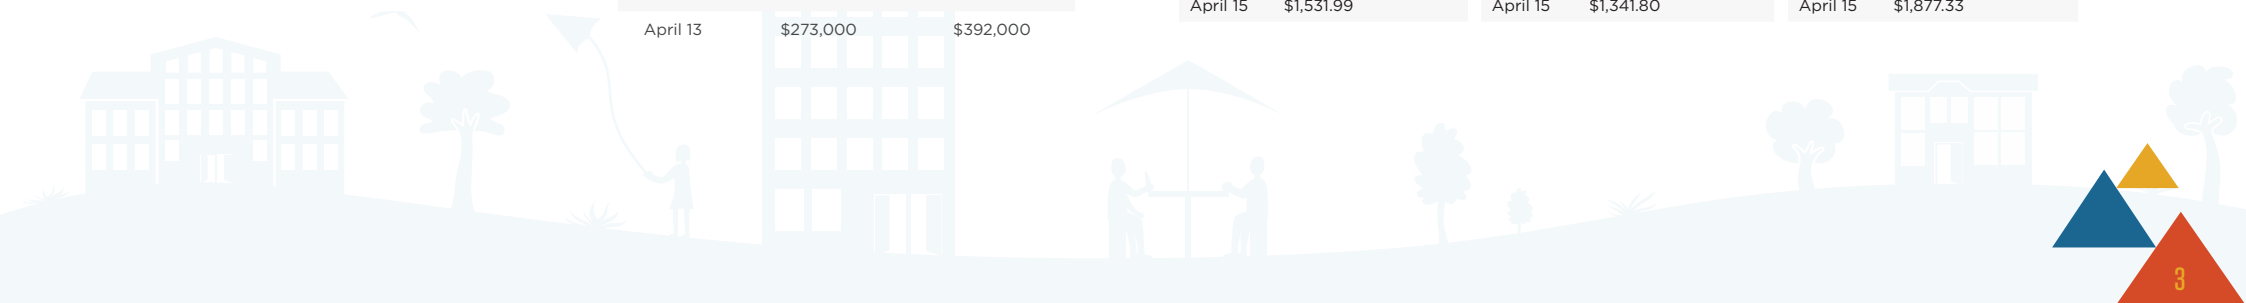 April 15 $1,531.99 April 15 $1,341.80 April 15 $1,877.33
April 13 $273,000 $392,000
3